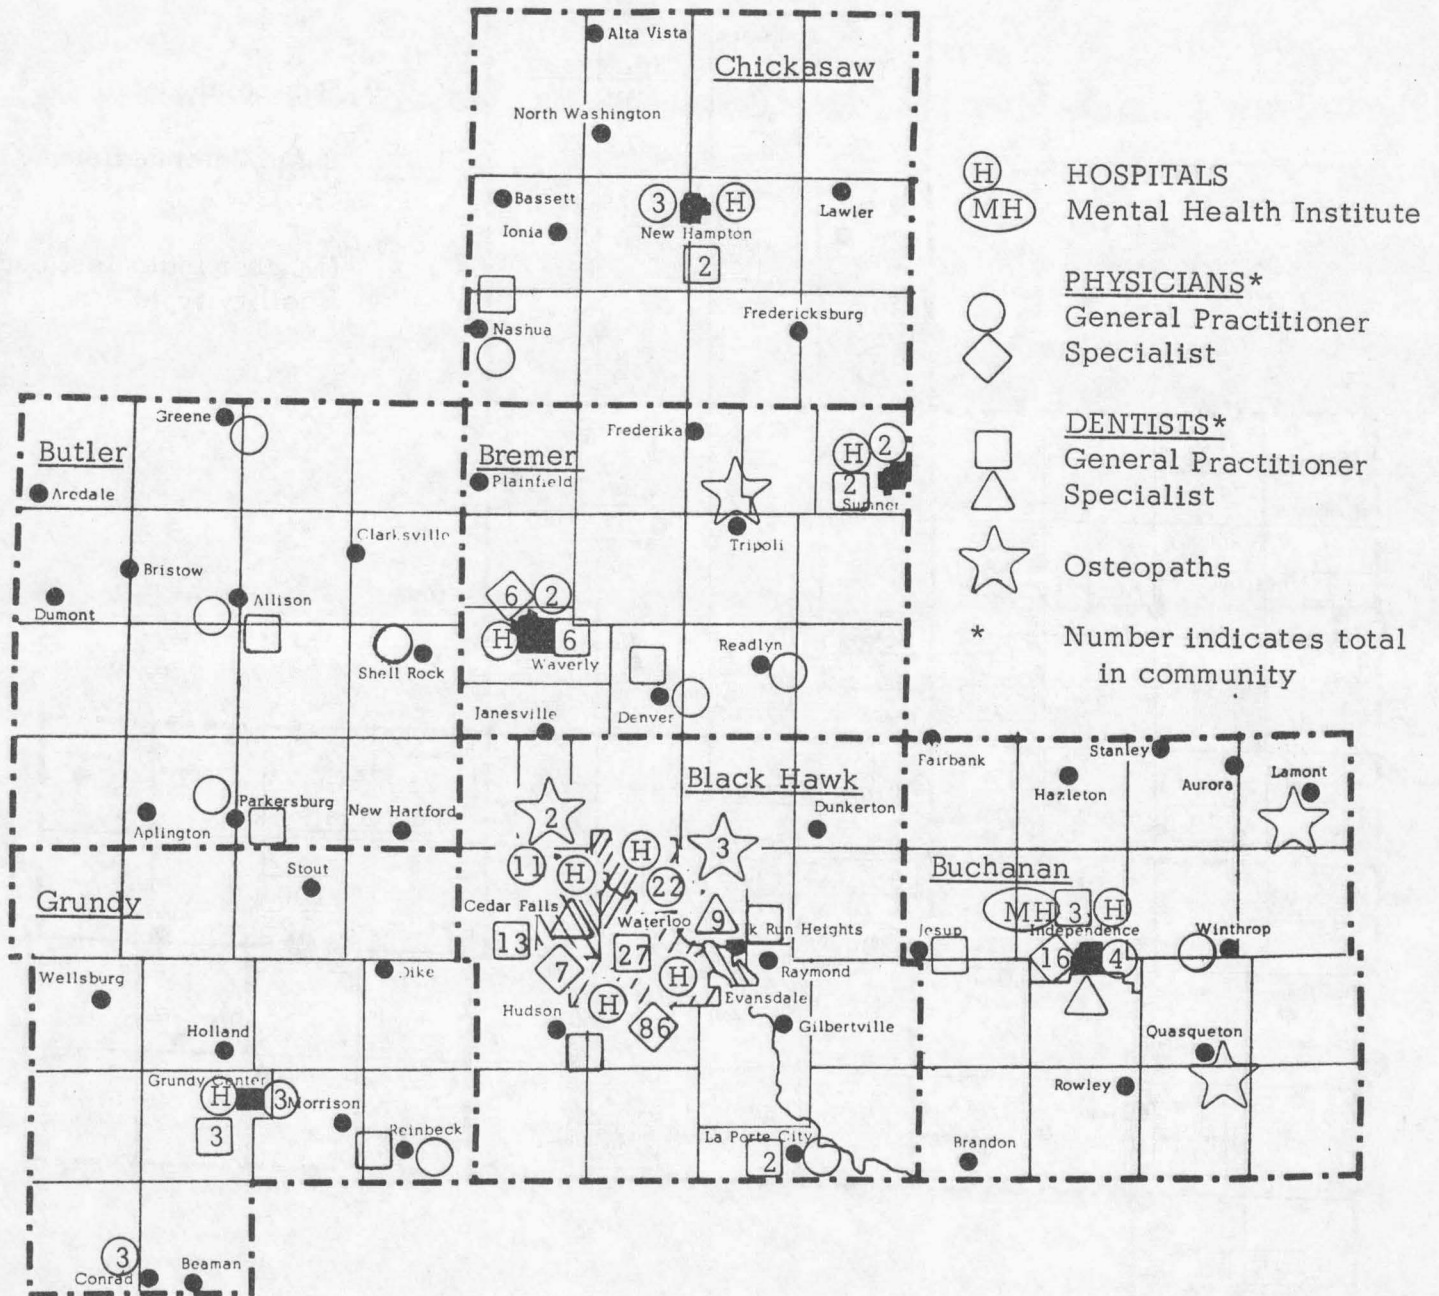 Alta Vista
Chickasaw
North Washington
Bassett
3
H
Lawler
Ionia
New Hampton
2
Nashua
Fredericksburg
H
HOSPITALS
MH
Mental Health Institute
PHYSICIANS*
General Practitioner
Specialist
DENTISTS*
General Practitioner
Specialist
Osteopaths
*
Number indicates total
in community
Greene
Butler
Aredale
Clarksville
Bristow
Dumont
Allison
Shell Rock
Aplington
Parkersburg
New Hartford
Frederika
Bremer
Plainfield
H
2
2
Sumner
Tripoli
6
2
H
6
Waverly
Readlyn
Denver
Janesville
Black Hawk
Dunkerton
2
11
H
H
22
3
Cedar Falls
Waterloo
9
13
27
k Run Heights
7
H
Raymond
H
Evansdale
Hudson
86
Gilbertville
La Porte City
2
Fairbank
Stanley
Hazleton
Aurora
Lamont
Buchanan
MH
3
H
Jesup
Independence
Winthrop
16
4
Quasqueton
Rowley
Brandon
Stout
Grundy
Wellsburg
Dike
Holland
Grundy Center
H
3
Morrison
3
Reinbeck
3
Conrad
Beaman